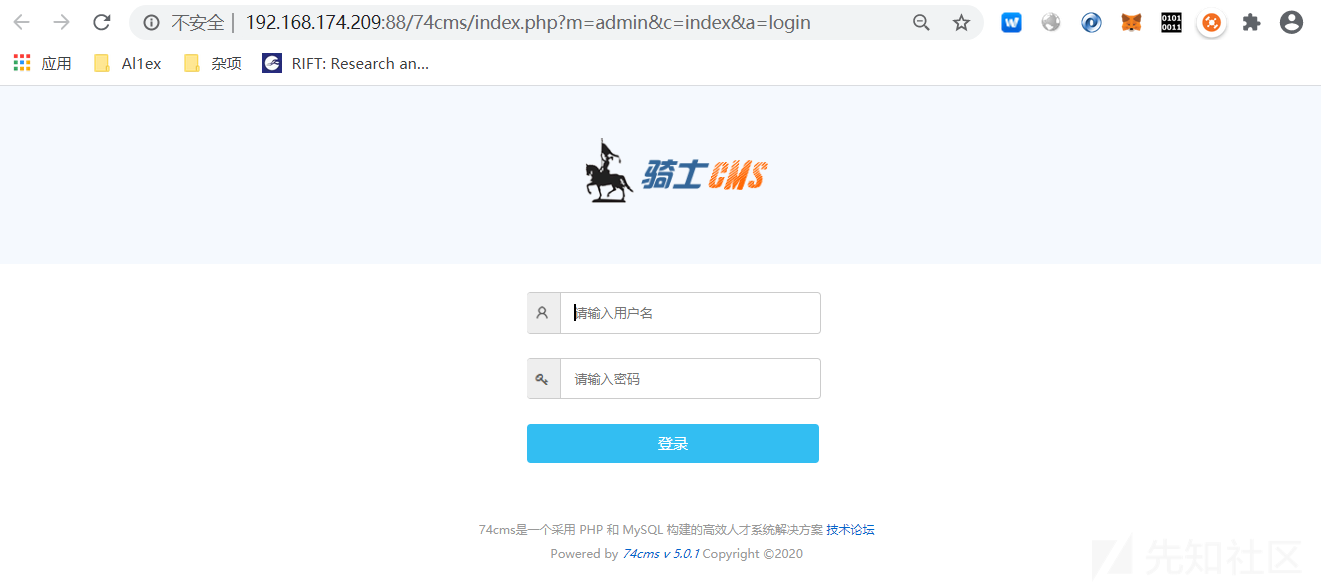 不安全 | 192.168.174.209:88/74cms/index.php?m=admin&c=index&a=login
应用 Al1ex 杂项 RIFT: Research an...
骑士CMS
请输入用户名
请输入密码
登录
74cms是一个采用 PHP 和 MySQL 构建的高效人才系统解决方案 技术论坛
Powered by 74cms v 5.0.1 Copyright ©2020
先知社区